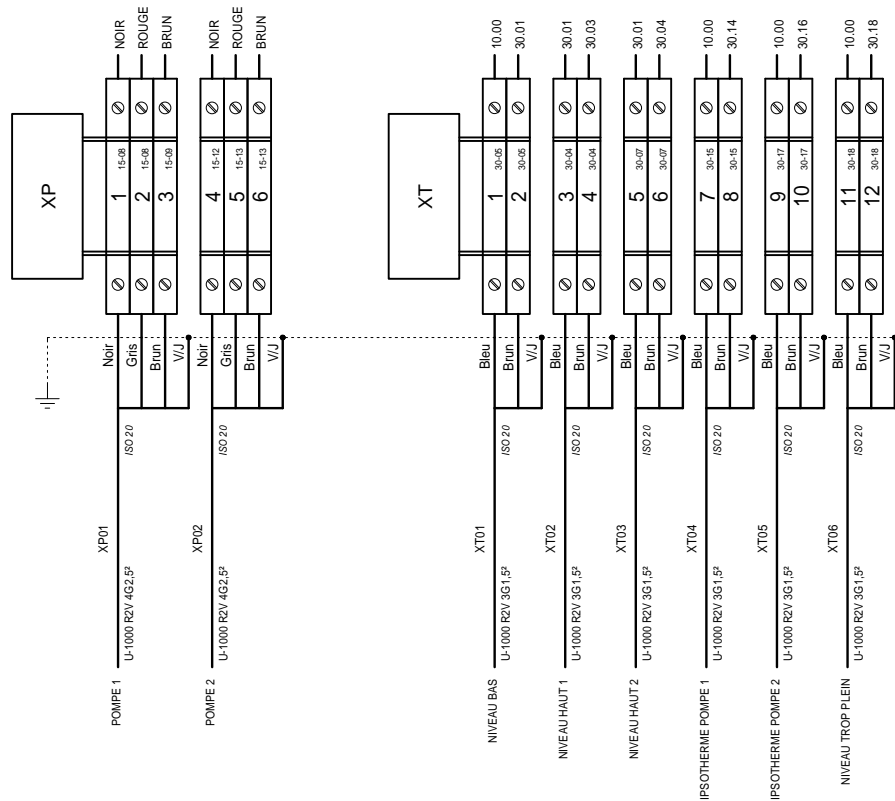 XP
NOIR
ROUGE
BRUN
NOIR
ROUGE
BRUN
1 15-08
2 15-08
3 15-09
4 15-12
5 15-13
6 15-13
Noir
Gris
Brun
V/J
Noir
Gris
Brun
V/J
ISO 20
ISO 20
XP01
XP02
U-1000 R2V 4G2,5²
U-1000 R2V 4G2,5²
POMPE 1
POMPE 2
XT
10.00
30.01
30.01
30.03
30.01
30.04
10.00
30.14
10.00
30.16
10.00
30.18
1 30-05
2 30-05
3 30-04
4 30-04
5 30-07
6 30-07
7 30-15
8 30-15
9 30-17
10 30-17
11 30-18
12 30-18
Bleu
Brun
V/J
Bleu
Brun
V/J
Bleu
Brun
V/J
Bleu
Brun
V/J
Bleu
Brun
V/J
Bleu
Brun
V/J
ISO 20
ISO 20
ISO 20
ISO 20
ISO 20
ISO 20
XT01
XT02
XT03
XT04
XT05
XT06
U-1000 R2V 3G1,5²
U-1000 R2V 3G1,5²
U-1000 R2V 3G1,5²
U-1000 R2V 3G1,5²
U-1000 R2V 3G1,5²
U-1000 R2V 3G1,5²
NIVEAU BAS
NIVEAU HAUT 1
NIVEAU HAUT 2
IPSOTHERME POMPE 1
IPSOTHERME POMPE 2
NIVEAU TROP PLEIN